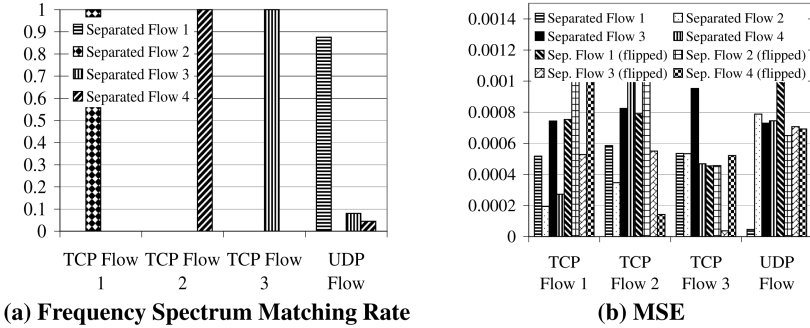 1
0.9
0.8
0.7
0.6
0.5
0.4
0.3
0.2
0.1
0
Separated Flow 1
Separated Flow 2
Separated Flow 3
Separated Flow 4
TCP Flow 1
TCP Flow 2
TCP Flow 3
UDP Flow
(a) Frequency Spectrum Matching Rate
0.0014
0.0012
0.001
0.0008
0.0006
0.0004
0.0002
0
Separated Flow 1
Separated Flow 2
Separated Flow 3
Separated Flow 4
Sep. Flow 1 (flipped)
Sep. Flow 2 (flipped)
Sep. Flow 3 (flipped)
Sep. Flow 4 (flipped)
TCP Flow 1
TCP Flow 2
TCP Flow 3
UDP Flow
(b) MSE